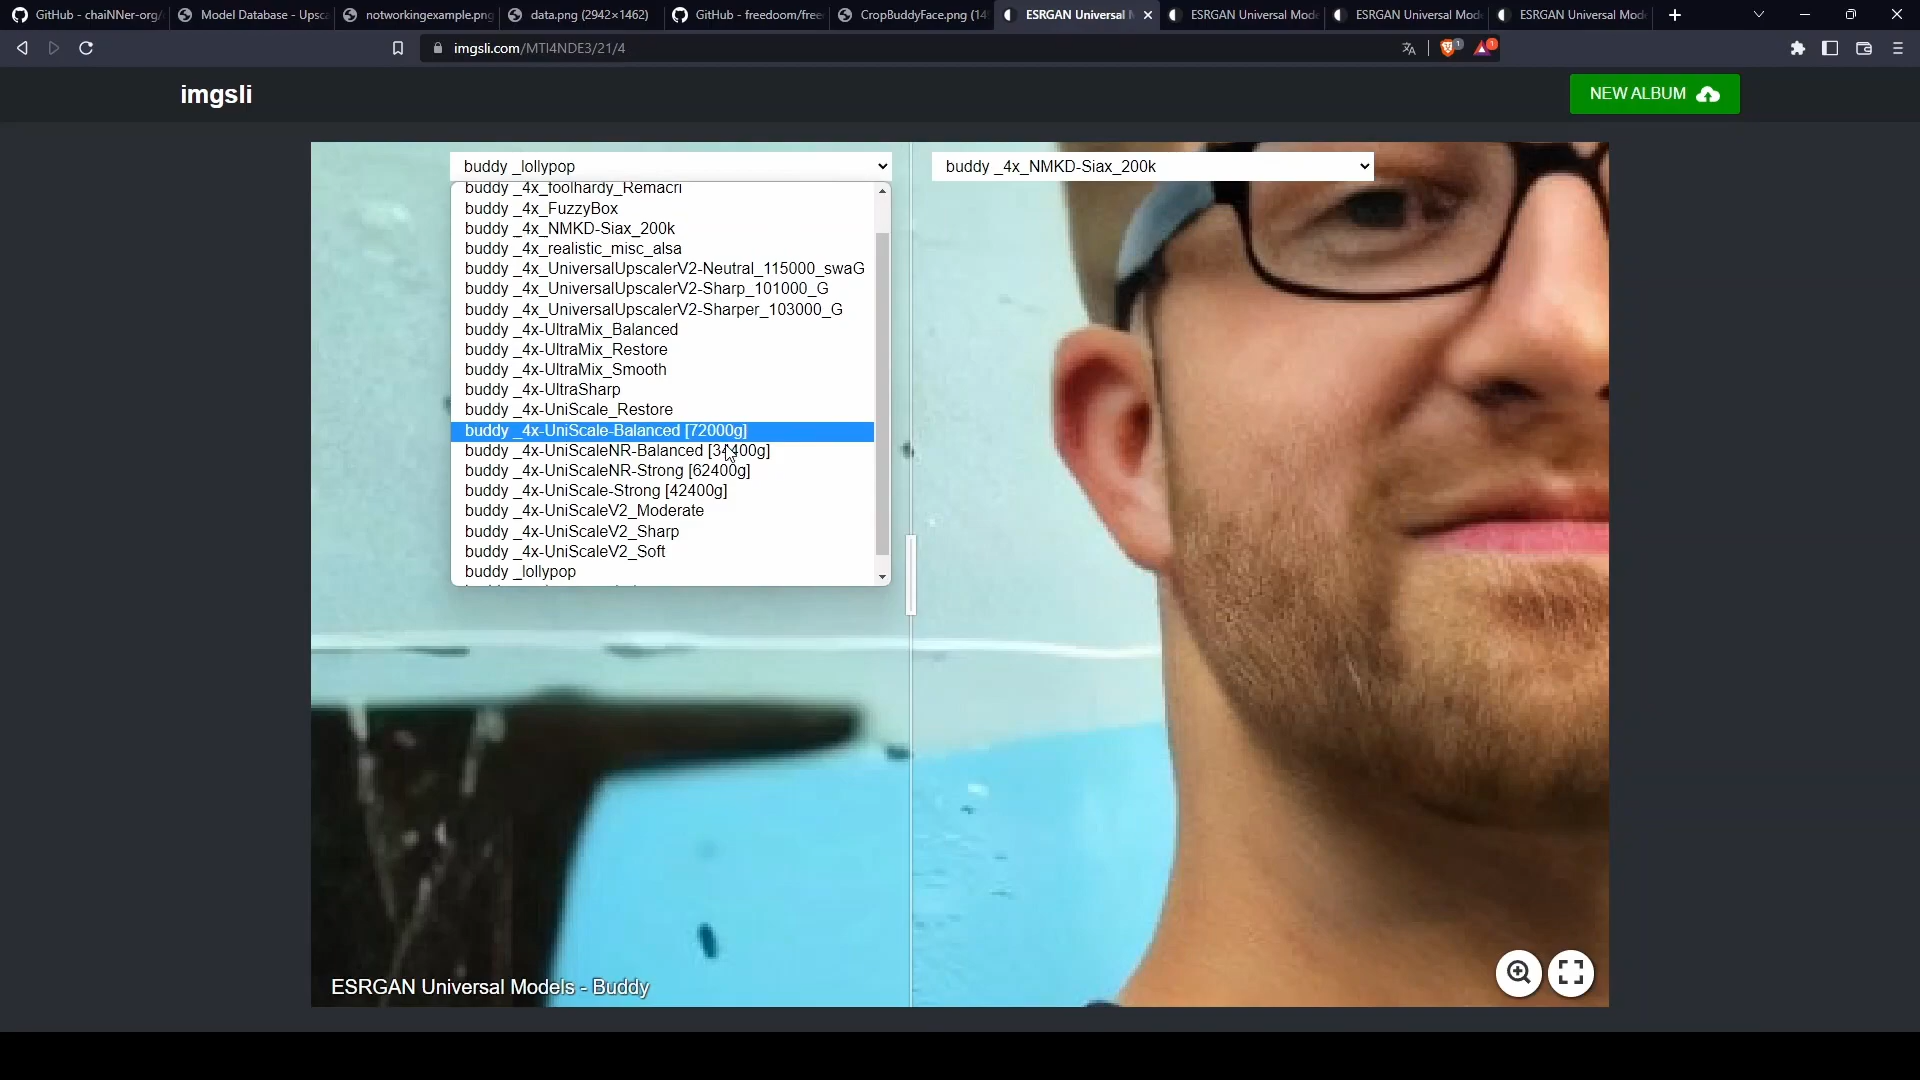 GitHub - chaiNNer-org/
Model Database - Upsc
notworkingexample.png
data.png (2942×1462)
GitHub - freedoom/free
CropBuddyFace.png (14
ESRGAN Universal
ESRGAN Universal Mod
ESRGAN Universal Mod
ESRGAN Universal Mod
imgsli.com/MTI4NDE3/21/4
1
1
imgsli
NEW ALBUM
buddy _lollypop
buddy _4x_NMKD-Siax_200k
buddy _4x_foolhardy_Remacri
buddy _4x_FuzzyBox
buddy _4x_NMKD-Siax_200k
buddy _4x_realistic_misc_alsa
buddy _4x_UniversalUpscalerV2-Neutral_115000_swaG
buddy _4x_UniversalUpscalerV2-Sharp_101000_G
buddy _4x_UniversalUpscalerV2-Sharper_103000_G
buddy _4x-UltraMix_Balanced
buddy _4x-UltraMix_Restore
buddy _4x-UltraMix_Smooth
buddy _4x-UltraSharp
buddy _4x-UniScale_Restore
buddy _4x-UniScale-Balanced [72000g]
buddy _4x-UniScaleNR-Balanced
buddy _4x-UniScaleNR-Strong [62400g]
buddy _4x-UniScale-Strong [42400g]
buddy _4x-UniScaleV2_Moderate
buddy _4x-UniScaleV2_Sharp
buddy _4x-UniScaleV2_Soft
buddy _lollypop
ESRGAN Universal Models - Buddy